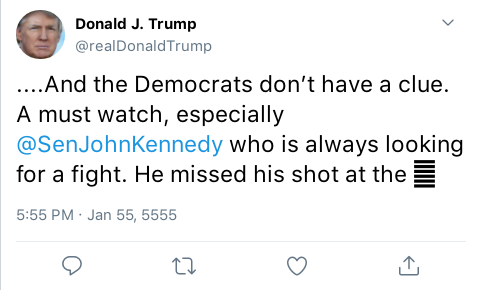 Donald J. Trump
@realDonaldTrump
....And the Democrats don’t have a clue.
A must watch, especially
@SenJohnKennedy who is always looking
for a fight. He missed his shot at the
5:55 PM · Jan 55, 5555